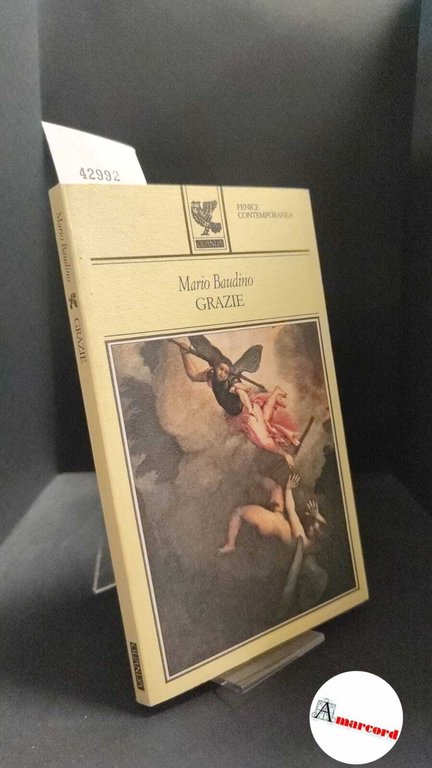 42992
FENICE
CONTEMPORANEA
GUANDA
Mario Baudino
GRAZIE
Mario Baudino
GRAZIE
GUANDA
Amarcord